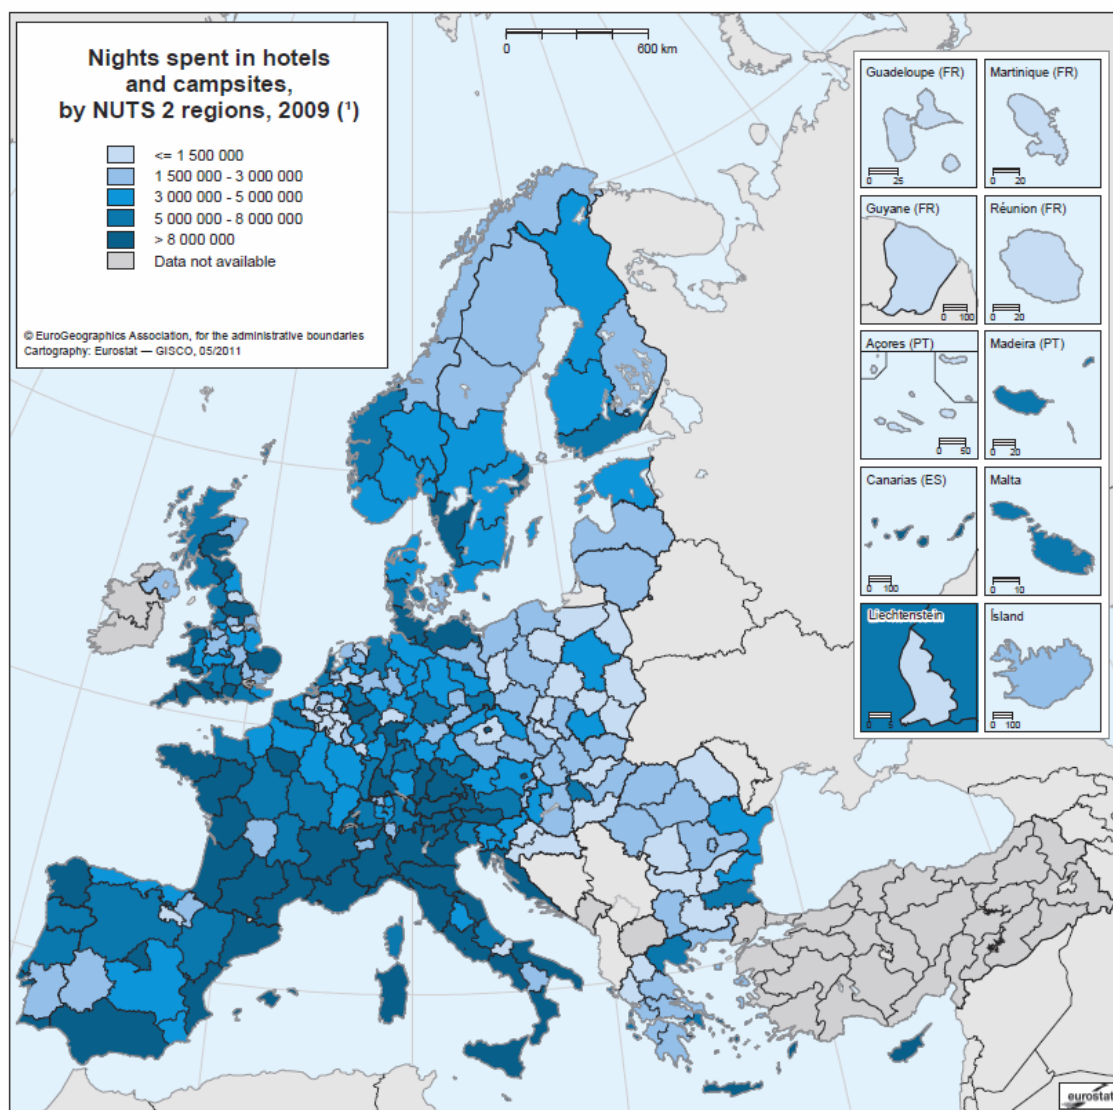 Nights spent in hotels
and campsites,
by NUTS 2 regions, 2009 (¹)
<= 1 500 000
1 500 000 - 3 000 000
3 000 000 - 5 000 000
5 000 000 - 8 000 000
> 8 000 000
Data not available
© EuroGeographics Association, for the administrative boundaries
Cartography: Eurostat — GISCO, 05/2011
0 600 km
Guadeloupe (FR)
0 25
Martinique (FR)
0 20
Guyane (FR)
0 100
Réunion (FR)
0 20
Açores (PT)
0 50
Madeira (PT)
0 20
Canarias (ES)
0 100
Malta
0 10
Liechtenstein
0 5
Ísland
0 100
eurostat